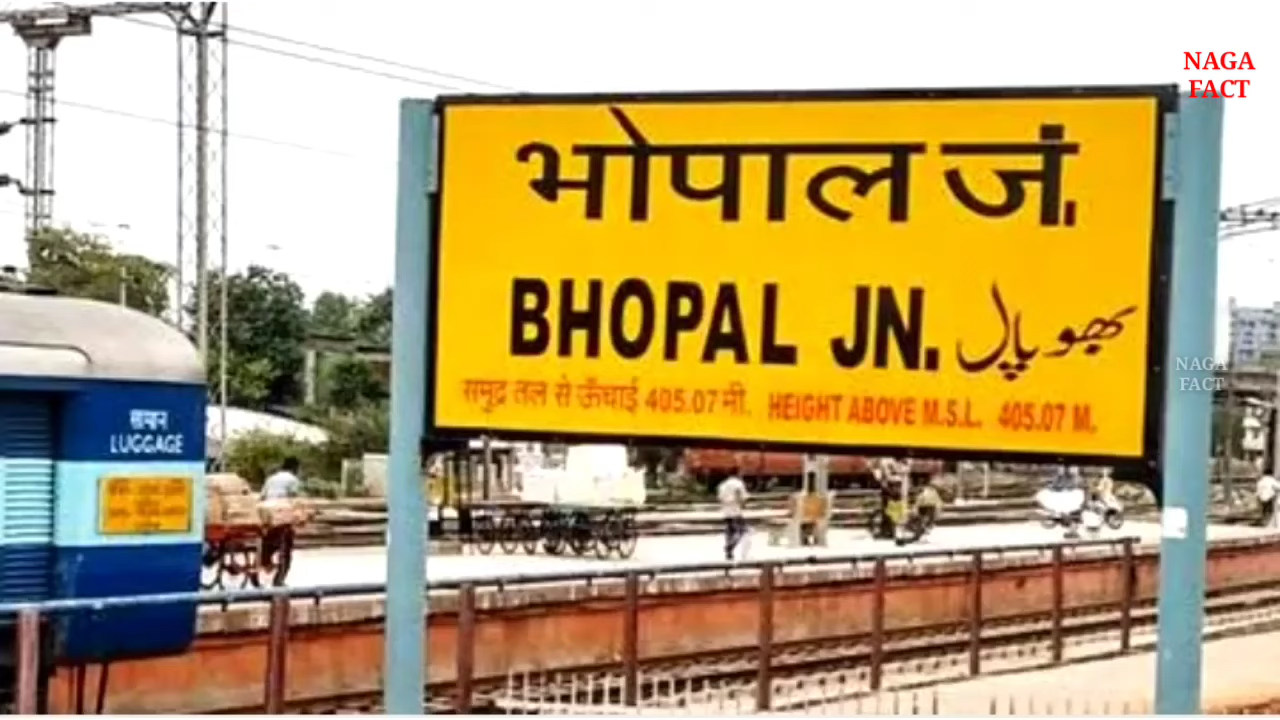 NAGA
FACT
भोपाल जं.
BHOPAL JN. بھوپال
समुद्र तल से ऊँचाई 405.07 मी. HEIGHT ABOVE M.S.L. 405.07 M.
सामान
LUGGAGE
NAGA
FACT